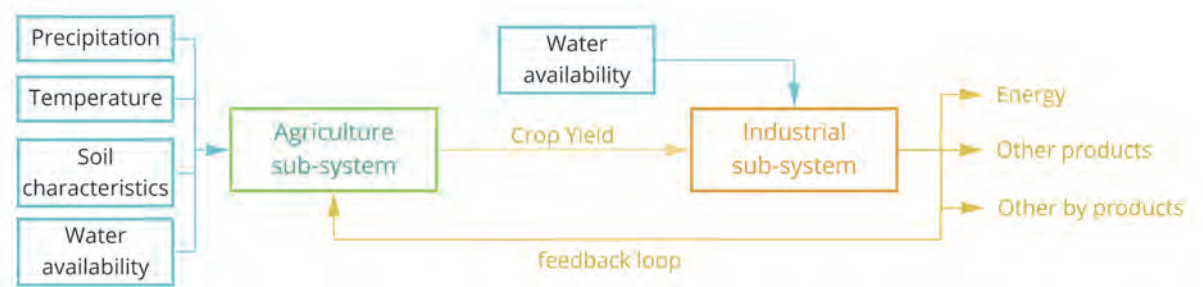 Precipitation
Temperature
Soil
characteristics
Water
availability
Agriculture
sub-system
Crop Yield
Water
availability
Industrial
sub-system
Energy
Other products
Other by products
feedback loop